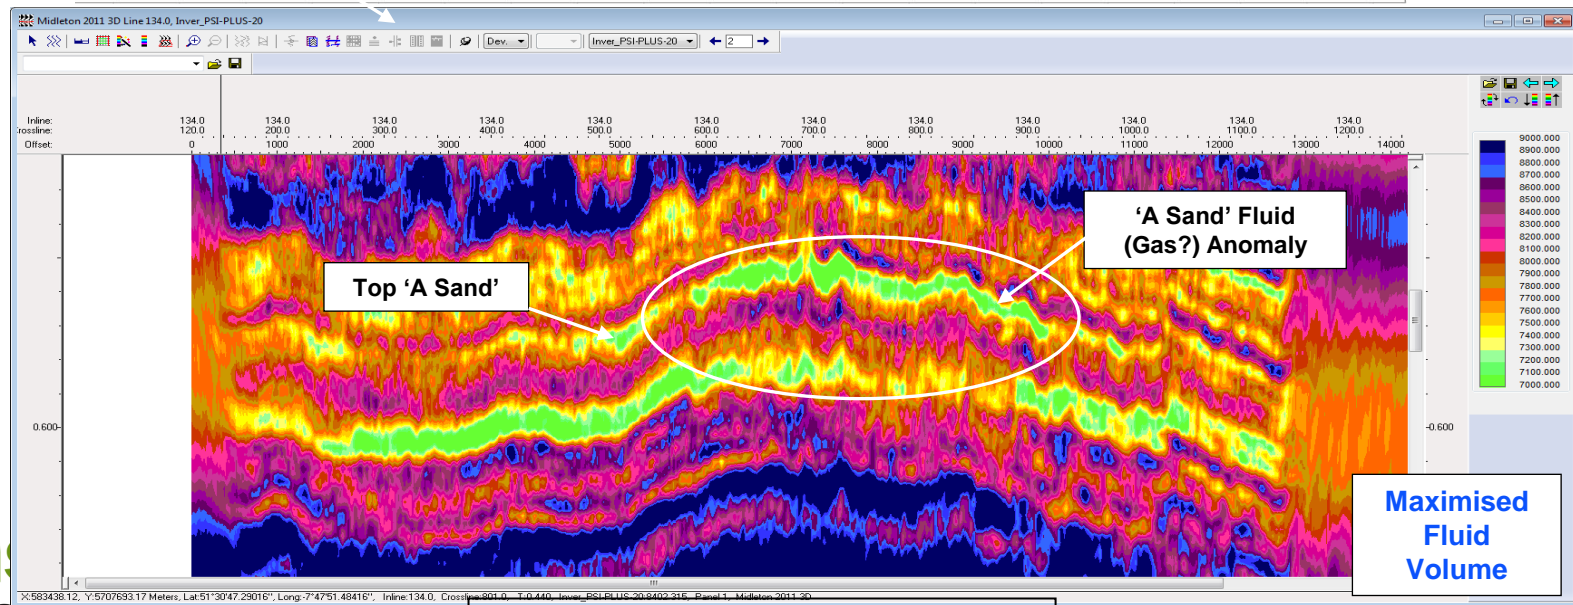 Midleton 2011 3D Line 134.0, Inver_PSI-PLUS-20
Dev. Inver_PSI-PLUS-20 2
Inline: 134.0 134.0 134.0 134.0 134.0 134.0 134.0 134.0 134.0 134.0 134.0 134.0
Crossline: 120.0 200.0 300.0 400.0 500.0 600.0 700.0 800.0 900.0 1000.0 1100.0 1200.0
Offset: 0 1000 2000 3000 4000 5000 6000 7000 8000 9000 10000 11000 12000 13000 14000
9000.000
8900.000
8800.000
8700.000
8600.000
8500.000
8400.000
8300.000
8200.000
8100.000
8000.000
7900.000
7800.000
7700.000
7600.000
7500.000
7400.000
7300.000
7200.000
7100.000
7000.000
‘A Sand’ Fluid
(Gas?) Anomaly
Top ‘A Sand’
0.600 0.600
Maximised
Fluid
Volume
X:583438.12, Y:5707693.17 Meters, Lat:51°30'47.29016", Long:-7°47'51.48416", Inline:134.0, Crossline:801.0, T:0.440, Inver_PSI-PLUS-20:8402.315, Panel 1, Midleton 2011 3D